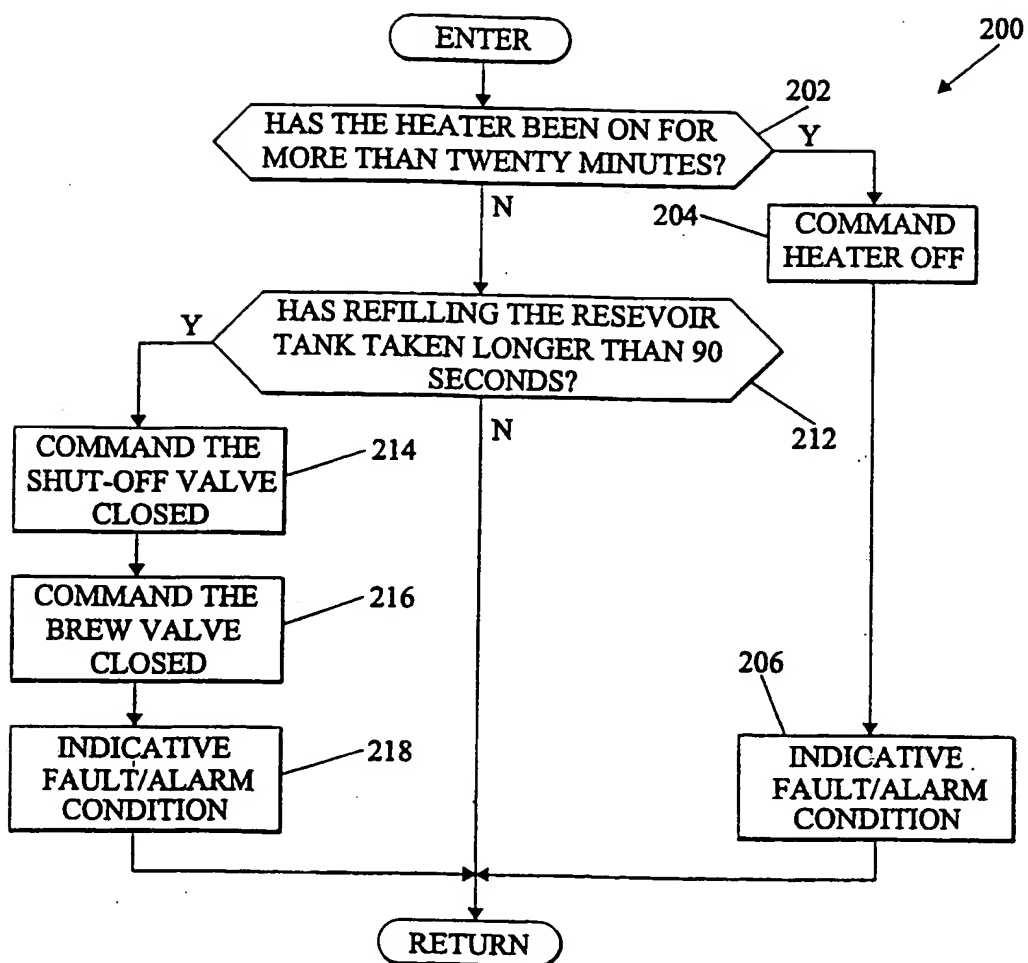 ENTER
200
202
HAS THE HEATER BEEN ON FOR
MORE THAN TWENTY MINUTES?
Y
N
204
COMMAND
HEATER OFF
Y
HAS REFILLING THE RESEVOIR
TANK TAKEN LONGER THAN 90
SECONDS?
212
N
COMMAND THE
SHUT-OFF VALVE
CLOSED
214
COMMAND THE
BREW VALVE
CLOSED
216
206
INDICATIVE
FAULT/ALARM
CONDITION
218
INDICATIVE
FAULT/ALARM
CONDITION
RETURN